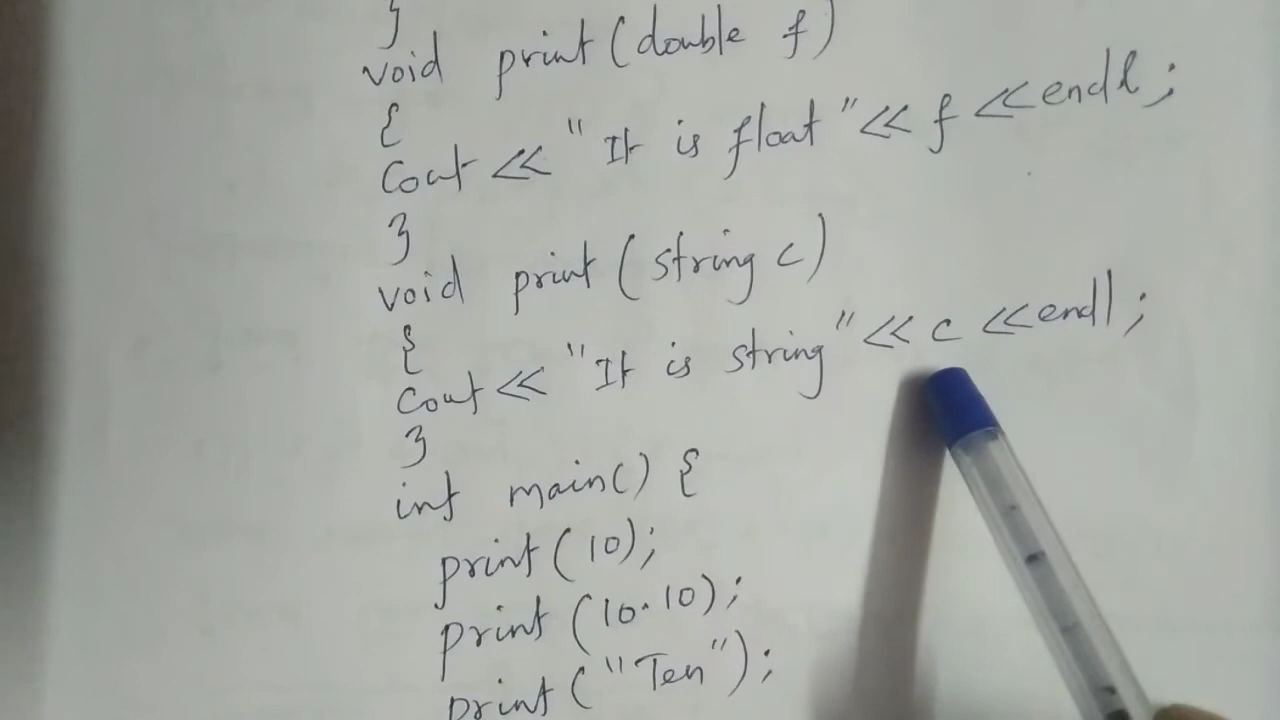 }
void print(double f)
{
Cout << "It is float" << f << endl;
}
void print (string c)
{
Cout << "It is string" << c << endl;
}
int main() {
print(10);
print (10.10);
print ("Ten");